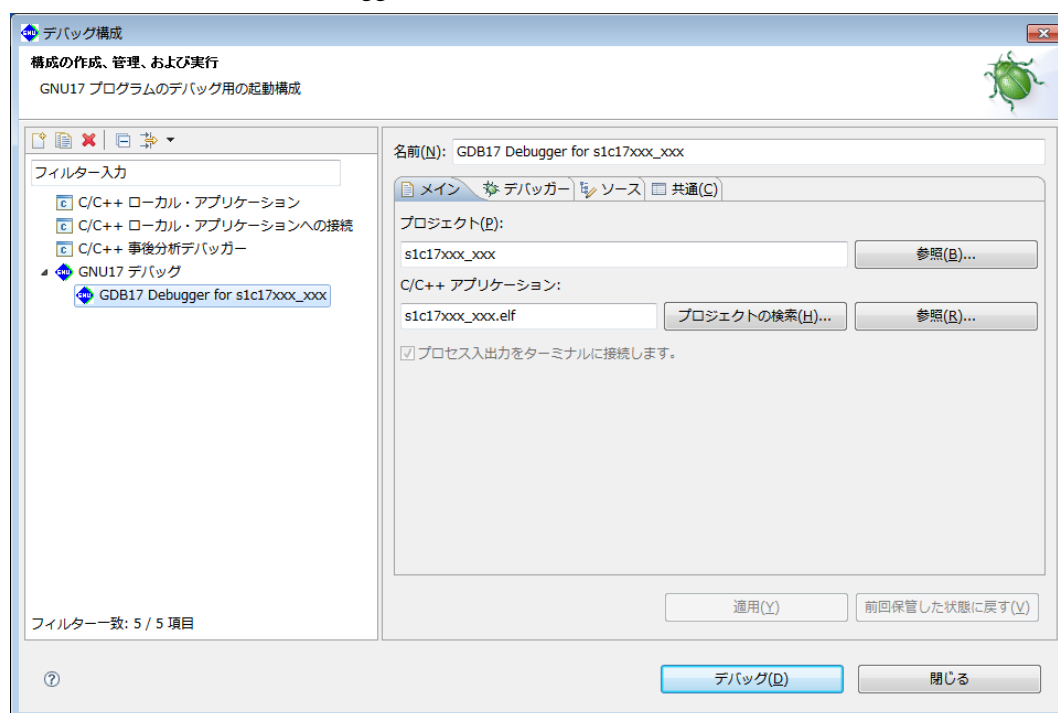 gg
デバッグ構成
構成の作成、管理、および実行
GNU17 プログラムのデバッグ用の起動構成
フィルター入力
C/C++ ローカル・アプリケーション
C/C++ ローカル・アプリケーションへの接続
C/C++ 事後分析デバッガー
GNU17 デバッグ
GDB17 Debugger for s1c17xxx_xxx
フィルター一致: 5 / 5 項目
名前(N): GDB17 Debugger for s1c17xxx_xxx
メイン デバッガー ソース 共通(C)
プロジェクト(P):
s1c17xxx_xxx 参照(B)...
C/C++ アプリケーション:
s1c17xxx_xxx.elf プロジェクトの検索(H)... 参照(R)...
プロセス入出力をターミナルに接続します。
適用(Y) 前回保管した状態に戻す(V)
デバッグ(D) 閉じる